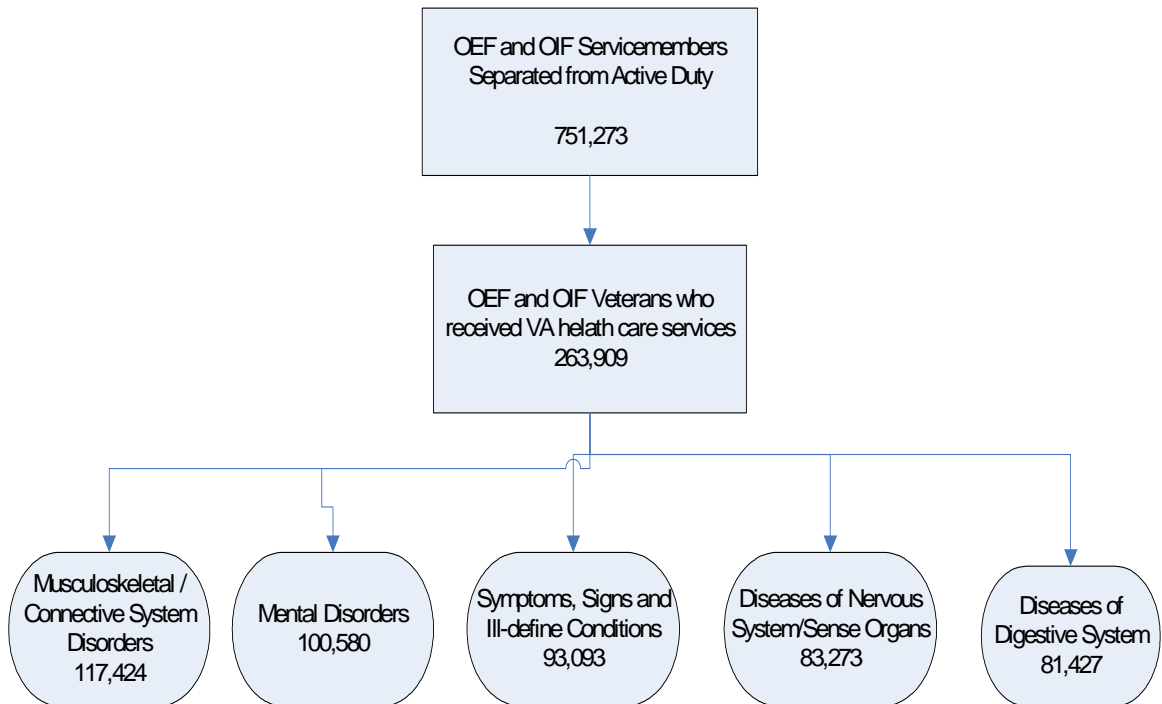 OEF and OIF Servicemembers
Separated from Active Duty
751,273
OEF and OIF Veterans who
received VA helath care services
263,909
Musculoskeletal /
Connective System
Disorders
117,424
Mental Disorders
100,580
Symptoms, Signs and
Ill-define Conditions
93,093
Diseases of Nervous
System/Sense Organs
83,273
Diseases of
Digestive System
81,427